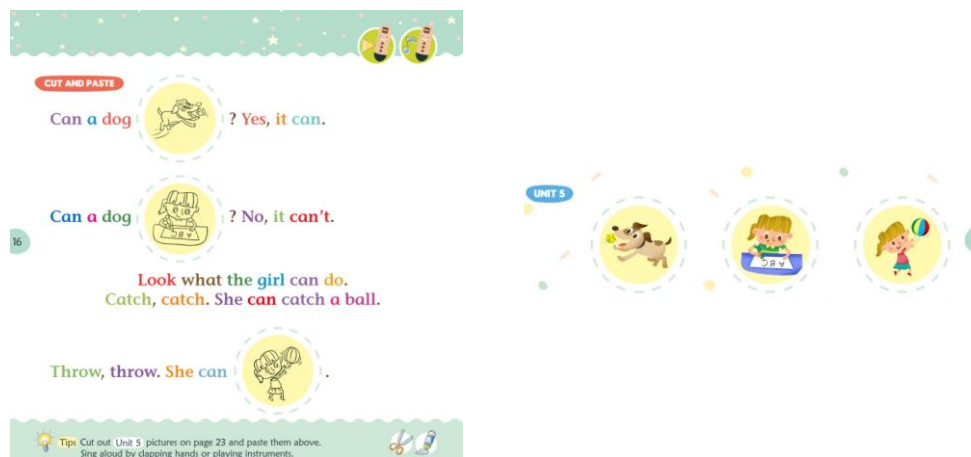 CUT AND PASTE
Can a dog ? Yes, it can.
Can a dog ? No, it can't.
16
Look what the girl can do.
Catch, catch. She can catch a ball.
Throw, throw. She can .
Tips Cut out Unit 5 pictures on page 23 and paste them above.
Sing aloud by clapping hands or playing instruments.
UNIT 5
ABC